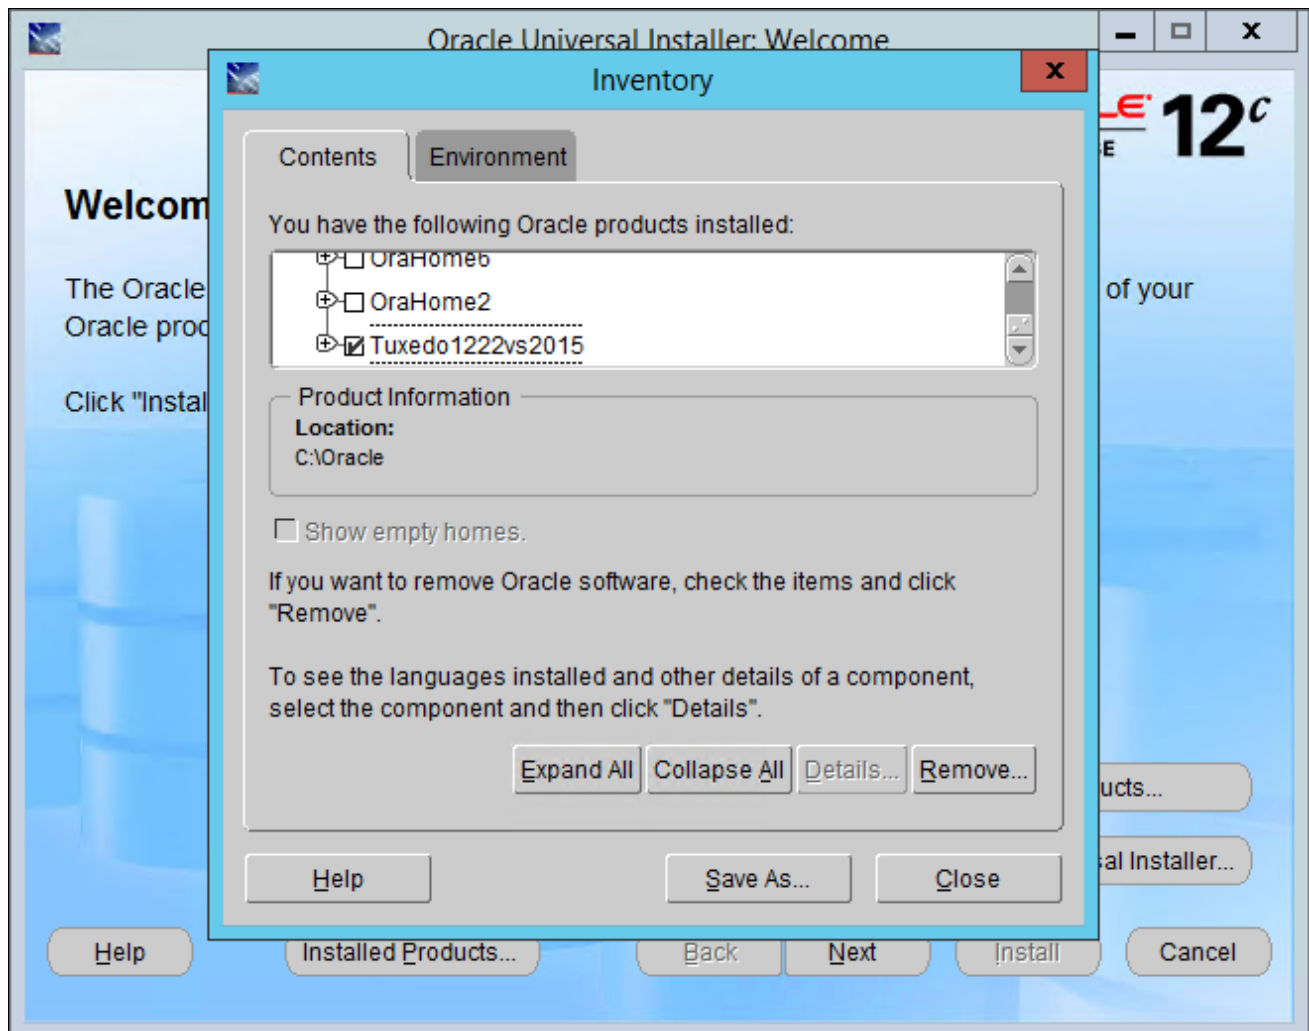 Oracle Universal Installer: Welcome
Inventory
12c
Contents
Environment
You have the following Oracle products installed:
OraHome6
OraHome2
Tuxedo1222vs2015
The Oracle
of your
Click "Instal
Product Information
Location:
C:\Oracle
Show empty homes.
If you want to remove Oracle software, check the items and click
"Remove".
To see the languages installed and other details of a component,
select the component and then click "Details".
Expand All
Collapse All
Details...
Remove...
ucts...
al Installer...
Help
Save As...
Close
Help
Installed Products...
Back
Next
Install
Cancel